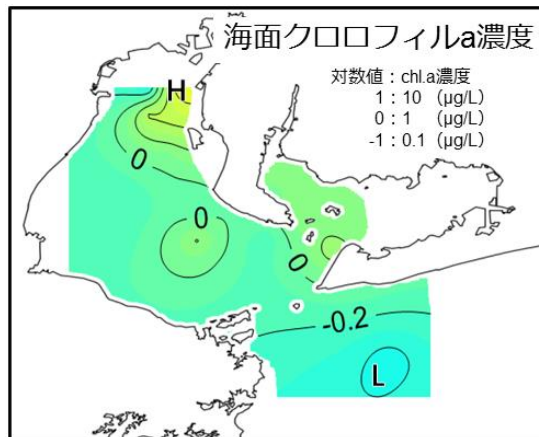 海面クロロフィルa濃度
対数値：chl.a濃度
1：10 （μg/L）
0：1 （μg/L）
-1：0.1 （μg/L）
H
0
0
0
-0.2
L